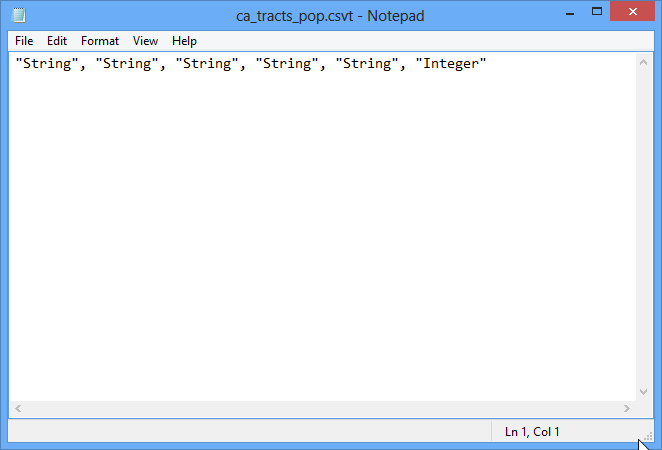 ca_tracts_pop.csvt - Notepad
File Edit Format View Help
"String", "String", "String", "String", "String", "Integer"
Ln 1, Col 1